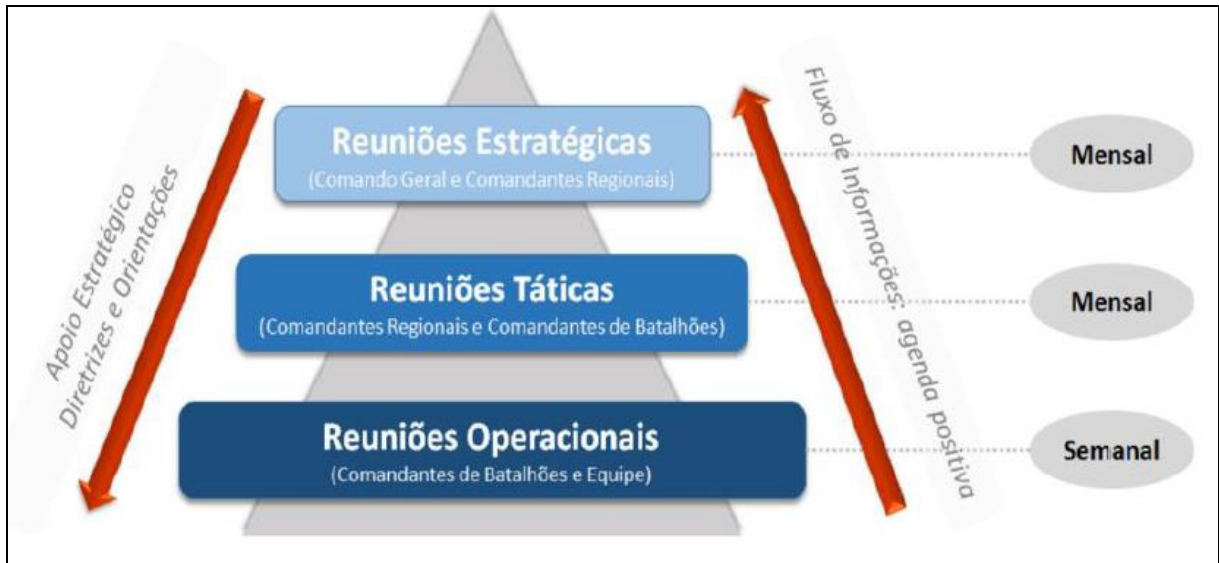 Reuniões Estratégicas
(Comando Geral e Comandantes Regionais)
Mensal
Reuniões Táticas
(Comandantes Regionais e Comandantes de Batalhões)
Mensal
Reuniões Operacionais
(Comandantes de Batalhões e Equipe)
Semanal
Apoio Estratégico
Diretrizes e Orientações
Fluxo de Informações: agenda positiva